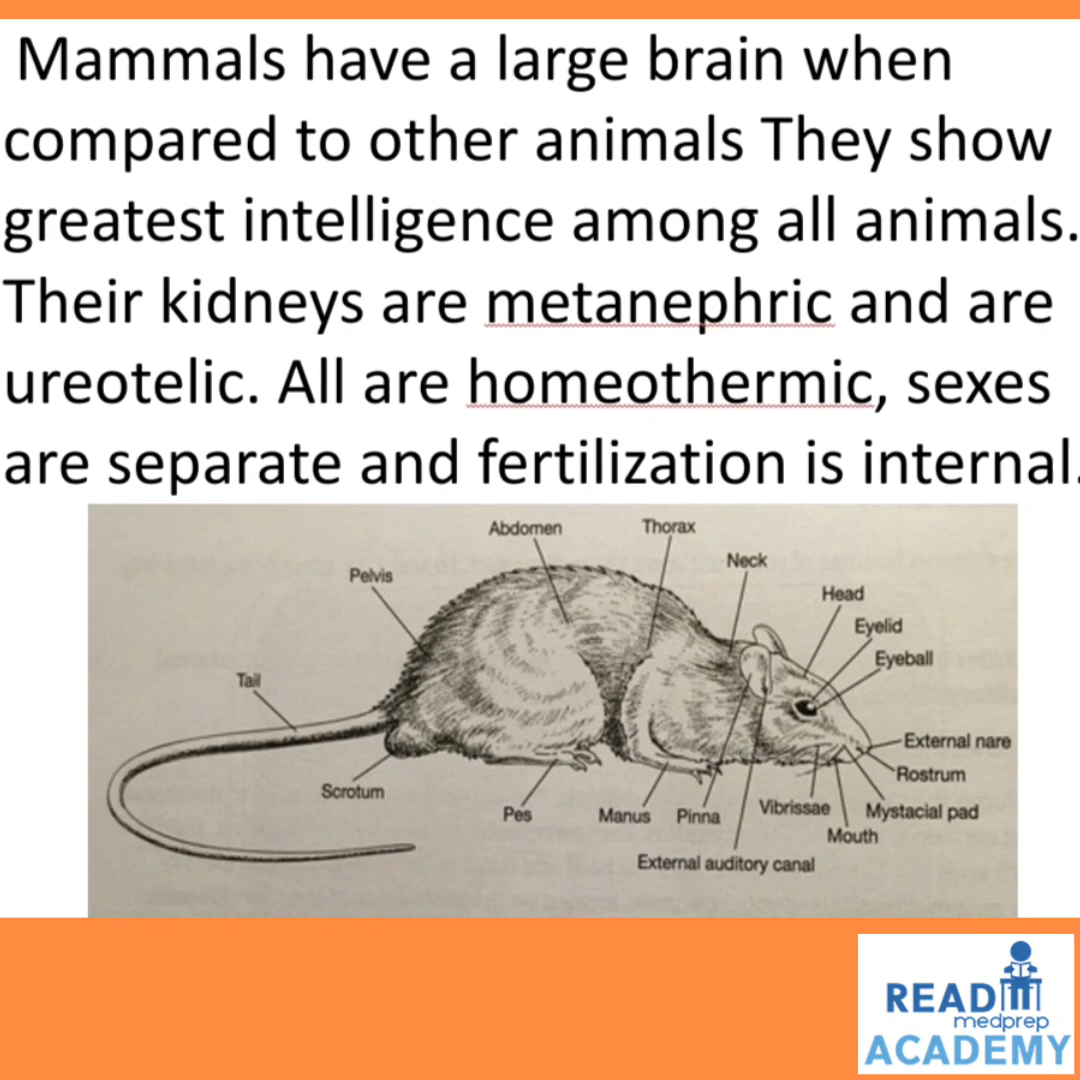 Mammals have a large brain when
compared to other animals They show
greatest intelligence among all animals.
Their kidneys are metanephric and are
ureotelic. All are homeothermic, sexes
are separate and fertilization is internal.
Abdomen
Thorax
Neck
Pelvis
Head
Eyelid
Eyeball
Tail
External nare
Rostrum
Scrotum
Pes
Manus
Pinna
Vibrissae
Mystacial pad
Mouth
External auditory canal
READ
medprep
ACADEMY